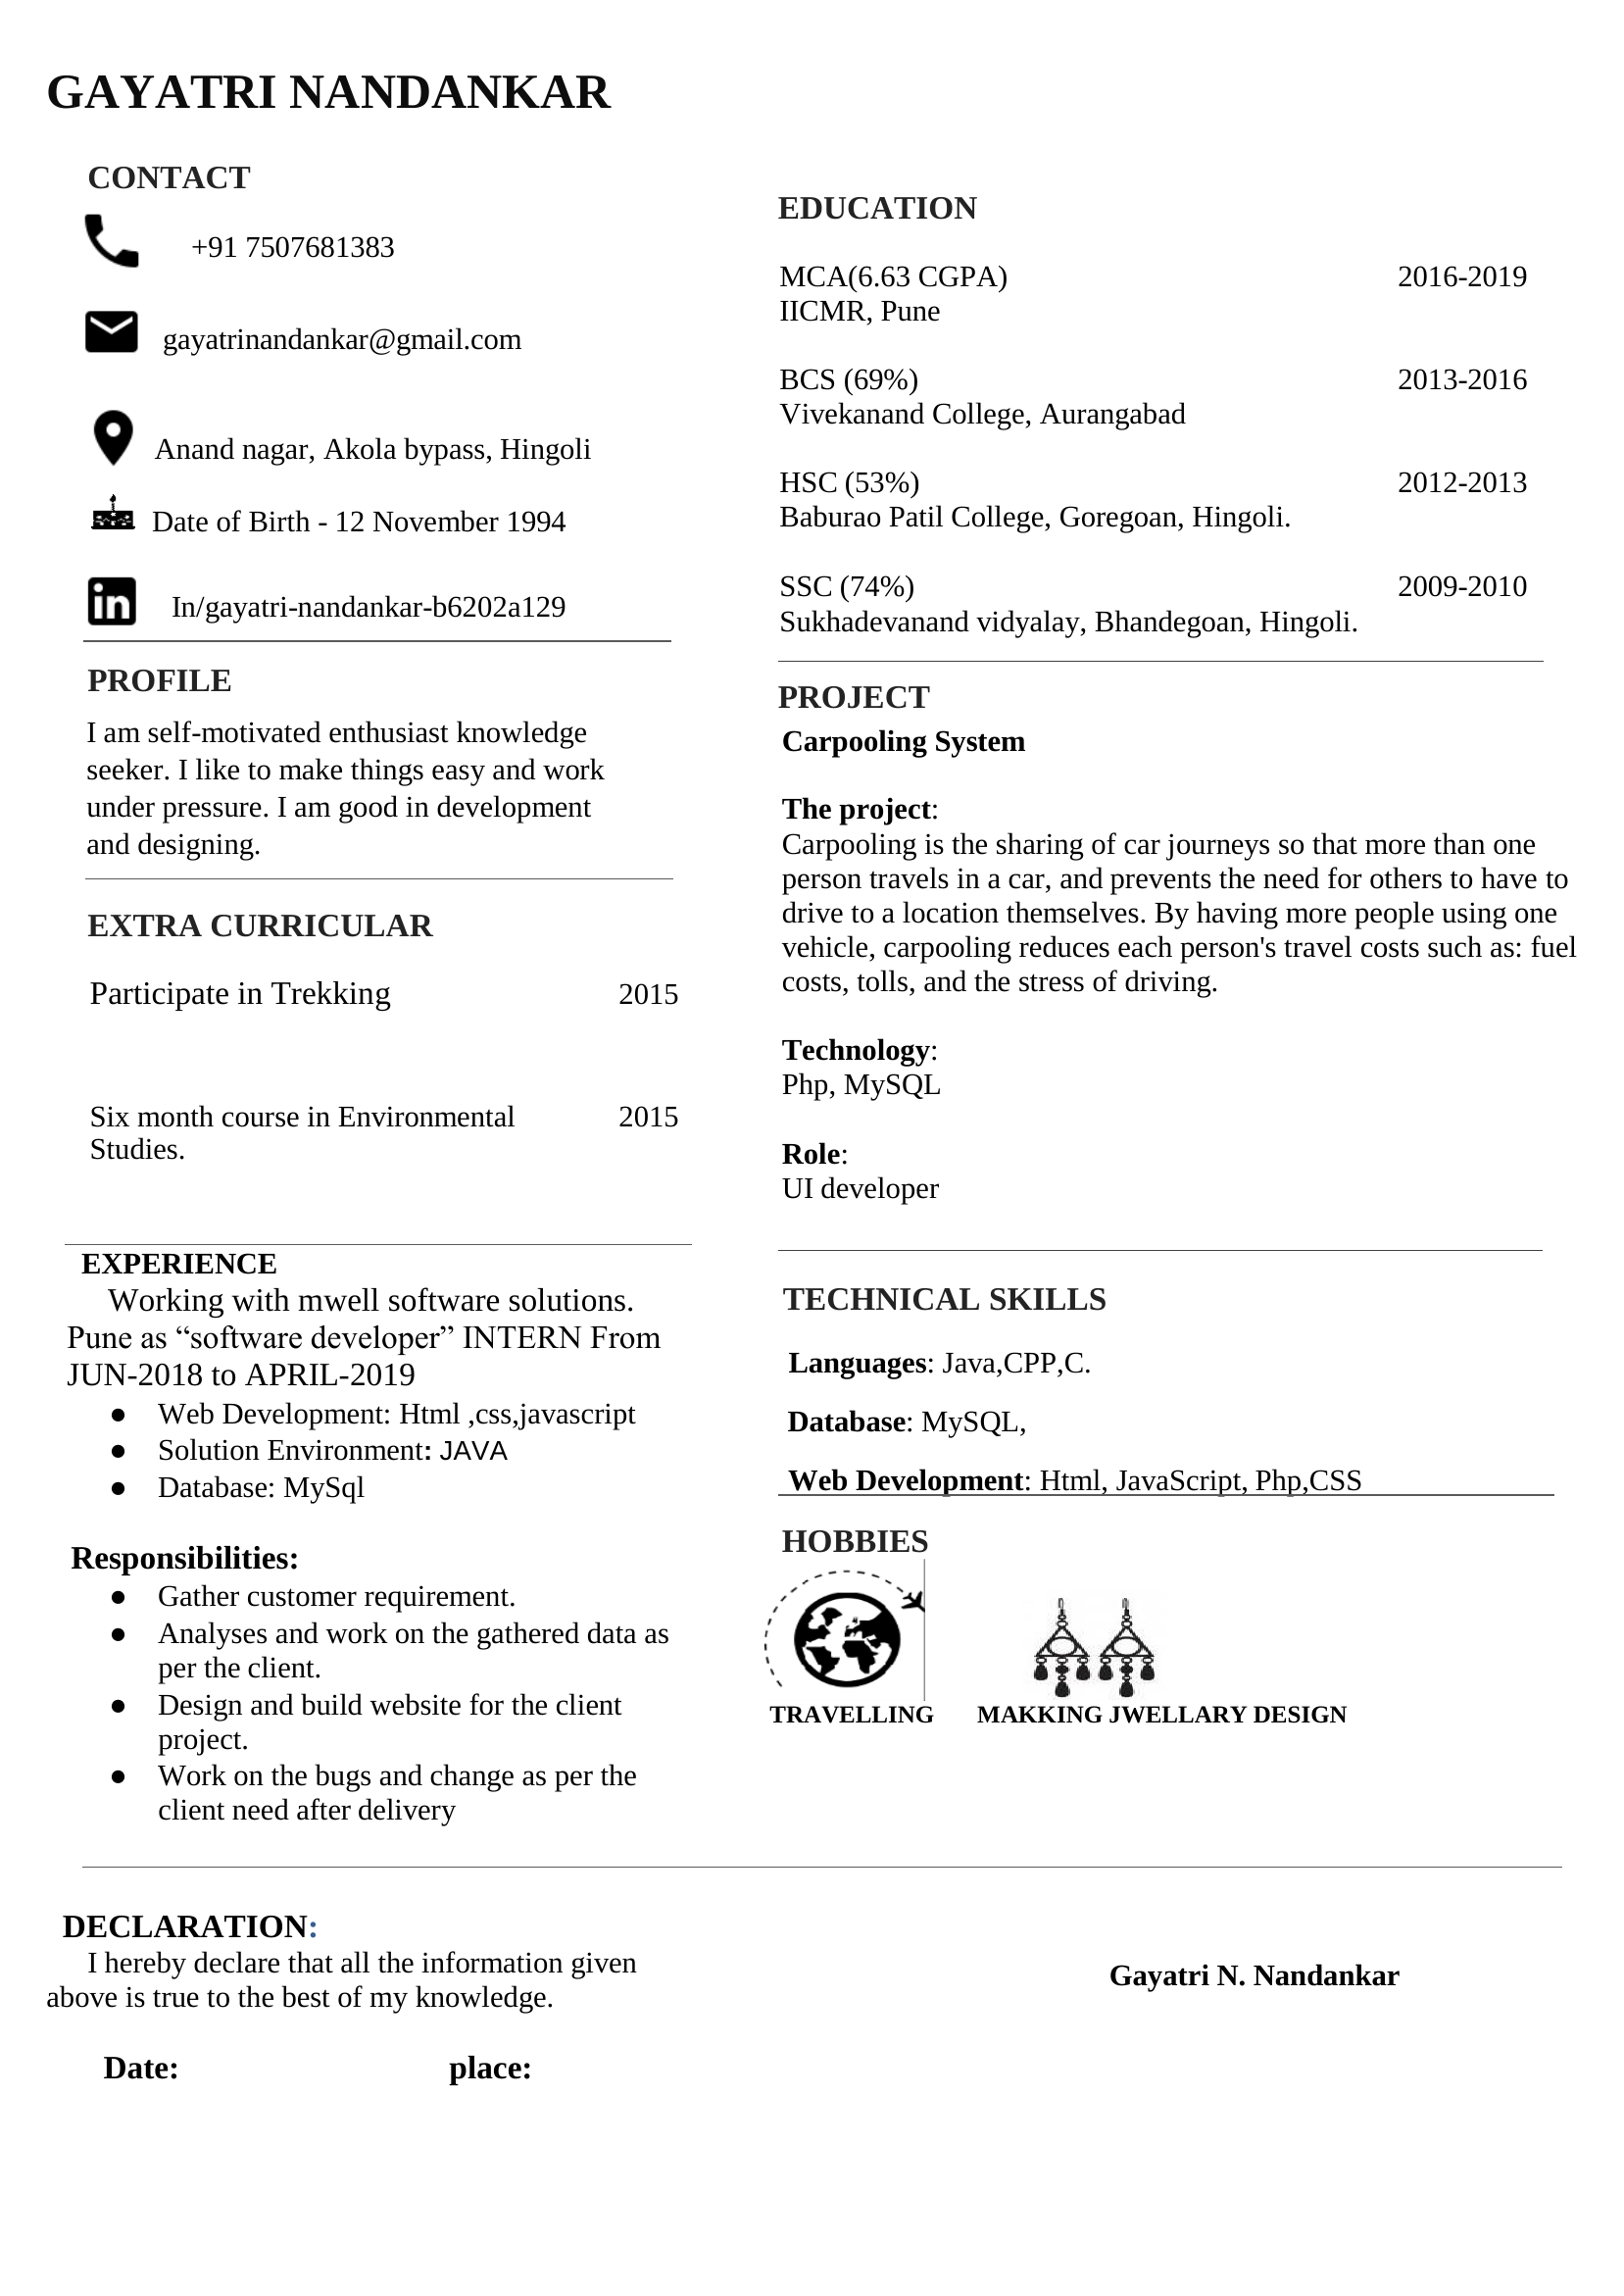 GAYATRI NANDANKAR
CONTACT
+91 7507681383
gayatrinandankar@gmail.com
Anand nagar, Akola bypass, Hingoli
Date of Birth - 12 November 1994
in In/gayatri-nandankar-b6202a129
PROFILE
I am self-motivated enthusiast knowledge
seeker. I like to make things easy and work
under pressure. I am good in development
and designing.
EXTRA CURRICULAR
Participate in Trekking 2015
Six month course in Environmental 2015
Studies.
EXPERIENCE
Working with mwell software solutions.
Pune as “software developer” INTERN From
JUN-2018 to APRIL-2019
● Web Development: Html ,css,javascript
● Solution Environment: JAVA
● Database: MySql
Responsibilities:
● Gather customer requirement.
● Analyses and work on the gathered data as
per the client.
● Design and build website for the client
project.
● Work on the bugs and change as per the
client need after delivery
EDUCATION
MCA(6.63 CGPA) 2016-2019
IICMR, Pune
BCS (69%) 2013-2016
Vivekanand College, Aurangabad
HSC (53%) 2012-2013
Baburao Patil College, Goregoan, Hingoli.
SSC (74%) 2009-2010
Sukhadevanand vidyalay, Bhandegoan, Hingoli.
PROJECT
Carpooling System
The project:
Carpooling is the sharing of car journeys so that more than one
person travels in a car, and prevents the need for others to have to
drive to a location themselves. By having more people using one
vehicle, carpooling reduces each person's travel costs such as: fuel
costs, tolls, and the stress of driving.
Technology:
Php, MySQL
Role:
UI developer
TECHNICAL SKILLS
Languages: Java,CPP,C.
Database: MySQL,
Web Development: Html, JavaScript, Php,CSS
HOBBIES
TRAVELLING MAKKING JWELLARY DESIGN
DECLARATION:
I hereby declare that all the information given
above is true to the best of my knowledge.
Gayatri N. Nandankar
Date: place: